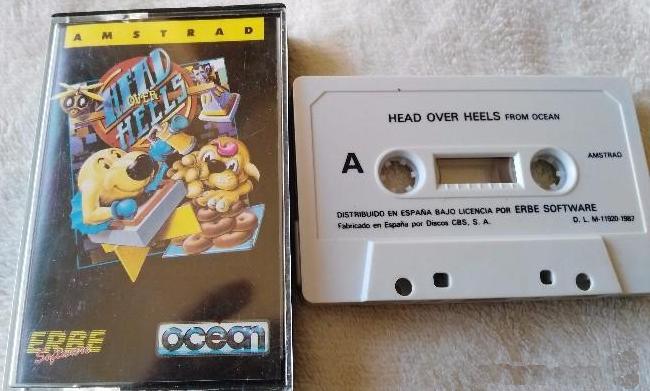 AMSTRAD
HEAD
OVER
HEELS
ERBE
Software
ocean
HEAD OVER HEELS FROM OCEAN
A
AMSTRAD
DISTRIBUIDO EN ESPAÑA BAJO LICENCIA POR ERBE SOFTWARE
Fabricado en España por Discos CBS, S. A.
D. L. M-11920-1987